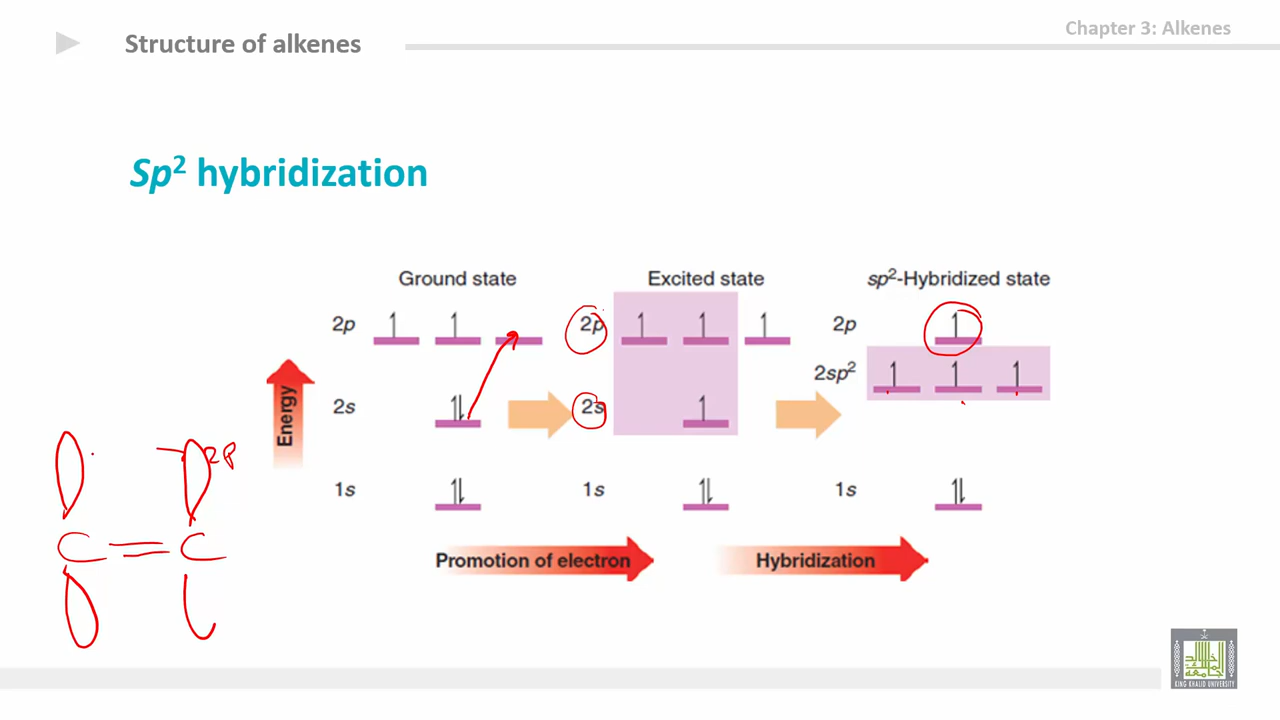 Chapter 3: Alkenes
Structure of alkenes
Sp² hybridization
Ground state
Excited state
sp²-Hybridized state
2p
2p
2p
2sp²
2s
2s
1s
1s
1s
Energy
Promotion of electron
Hybridization
2P
C = C
KING KHALID UNIVERSITY